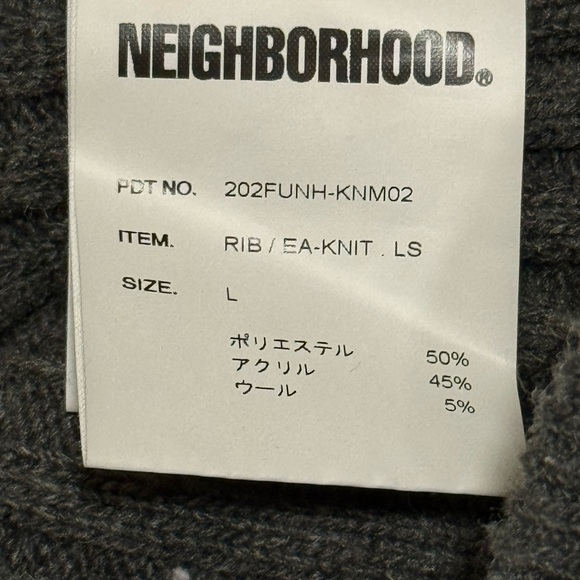 NEIGHBORHOOD®
PDT NO. 202FUNH-KNM02
ITEM. RIB / EA-KNIT . LS
SIZE. L
ポリエステル 50%
アクリル 45%
ウール 5%